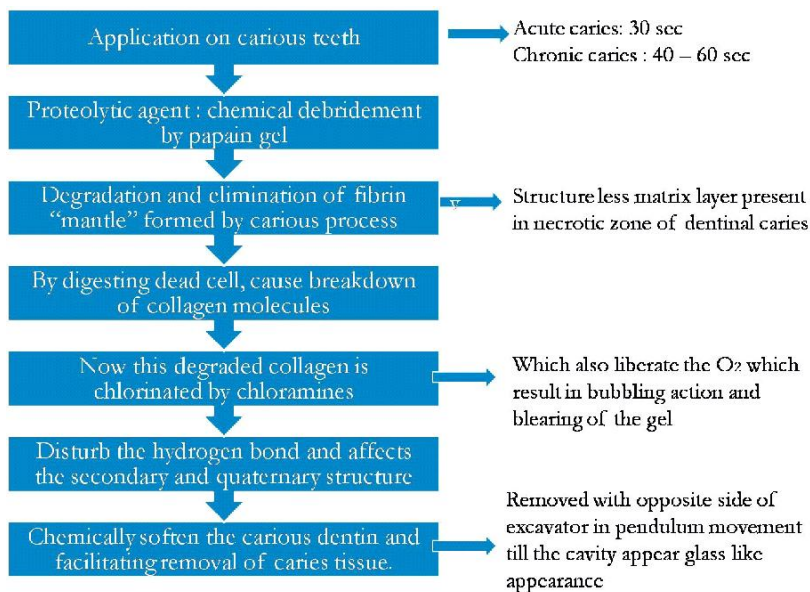 Application on carious teeth
Acute caries: 30 sec
Chronic caries : 40 – 60 sec
Proteolytic agent : chemical debridement
by papain gel
Degradation and elimination of fibrin
“mantle” formed by carious process
v
Structure less matrix layer present
in necrotic zone of dentinal caries
By digesting dead cell, cause breakdown
of collagen molecules
Now this degraded collagen is
chlorinated by chloramines
Which also liberate the O₂ which
result in bubbling action and
blearing of the gel
Disturb the hydrogen bond and affects
the secondary and quaternary structure
Chemically soften the carious dentin and
facilitating removal of caries tissue.
Removed with opposite side of
excavator in pendulum movement
till the cavity appear glass like
appearance